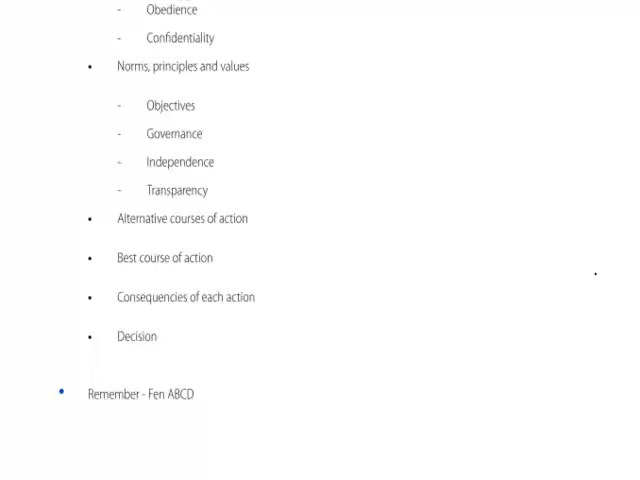 - Obedience
- Confidentiality
• Norms, principles and values
- Objectives
- Governance
- Independence
- Transparency
• Alternative courses of action
• Best course of action
• Consequencies of each action
• Decision
• Remember - Fen ABCD